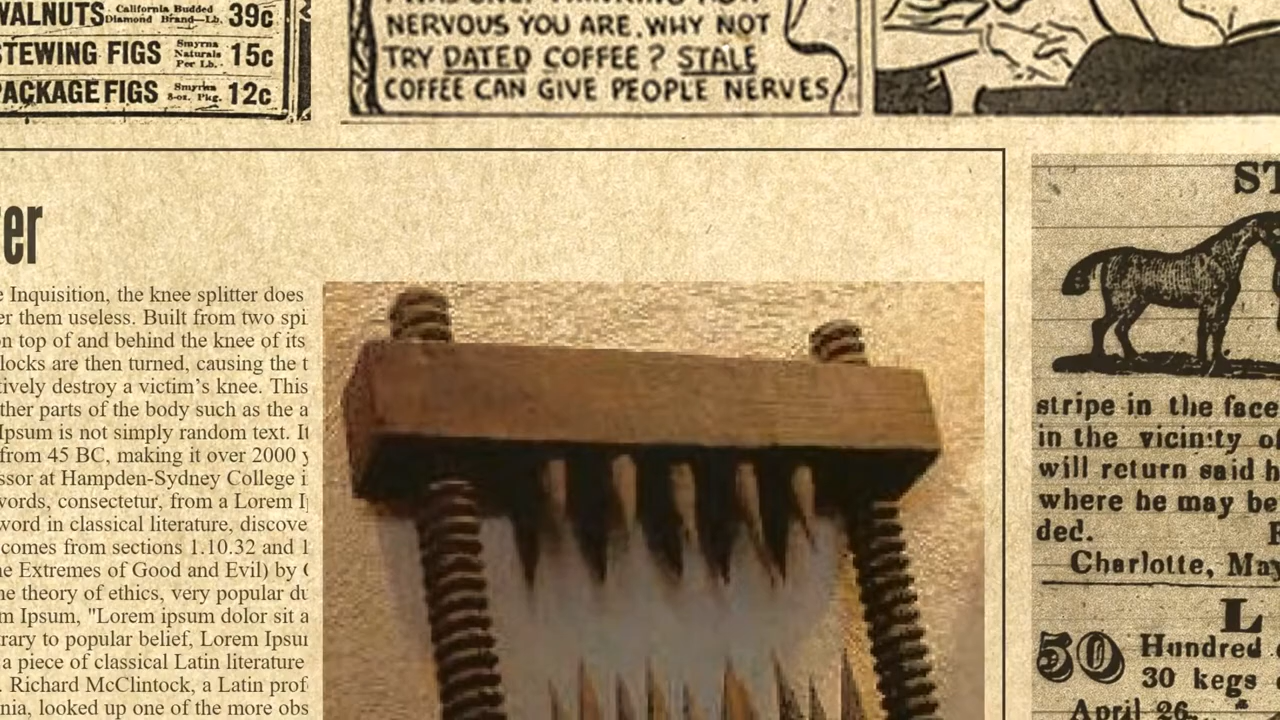 WALNUTS California Budded Diamond Brand—Lb. 39c
STEWING FIGS Smyrna Naturals Per Lb. 15c
PACKAGE FIGS Smyrna 8-oz. Pkg. 12c
NERVOUS YOU ARE. WHY NOT
TRY DATED COFFEE? STALE
COFFEE CAN GIVE PEOPLE NERVES
er
Inquisition, the knee splitter does
er them useless. Built from two spi
on top of and behind the knee of its
locks are then turned, causing the t
tively destroy a victim's knee. This
ther parts of the body such as the a
Ipsum is not simply random text. It
from 45 BC, making it over 2000 y
ssor at Hampden-Sydney College i
words, consectetur, from a Lorem I
word in classical literature, discove
comes from sections 1.10.32 and 1
e Extremes of Good and Evil) by
he theory of ethics, very popular du
m Ipsum, "Lorem ipsum dolor sit a
trary to popular belief, Lorem Ipsu
a piece of classical Latin literature
. Richard McClintock, a Latin prof
nia, looked up one of the more obs
ST
stripe in the face
in the vicinity of
will return said h
where he may be
ded.
Charlotte, May
L
50 Hundred
30 kegs
April 26.